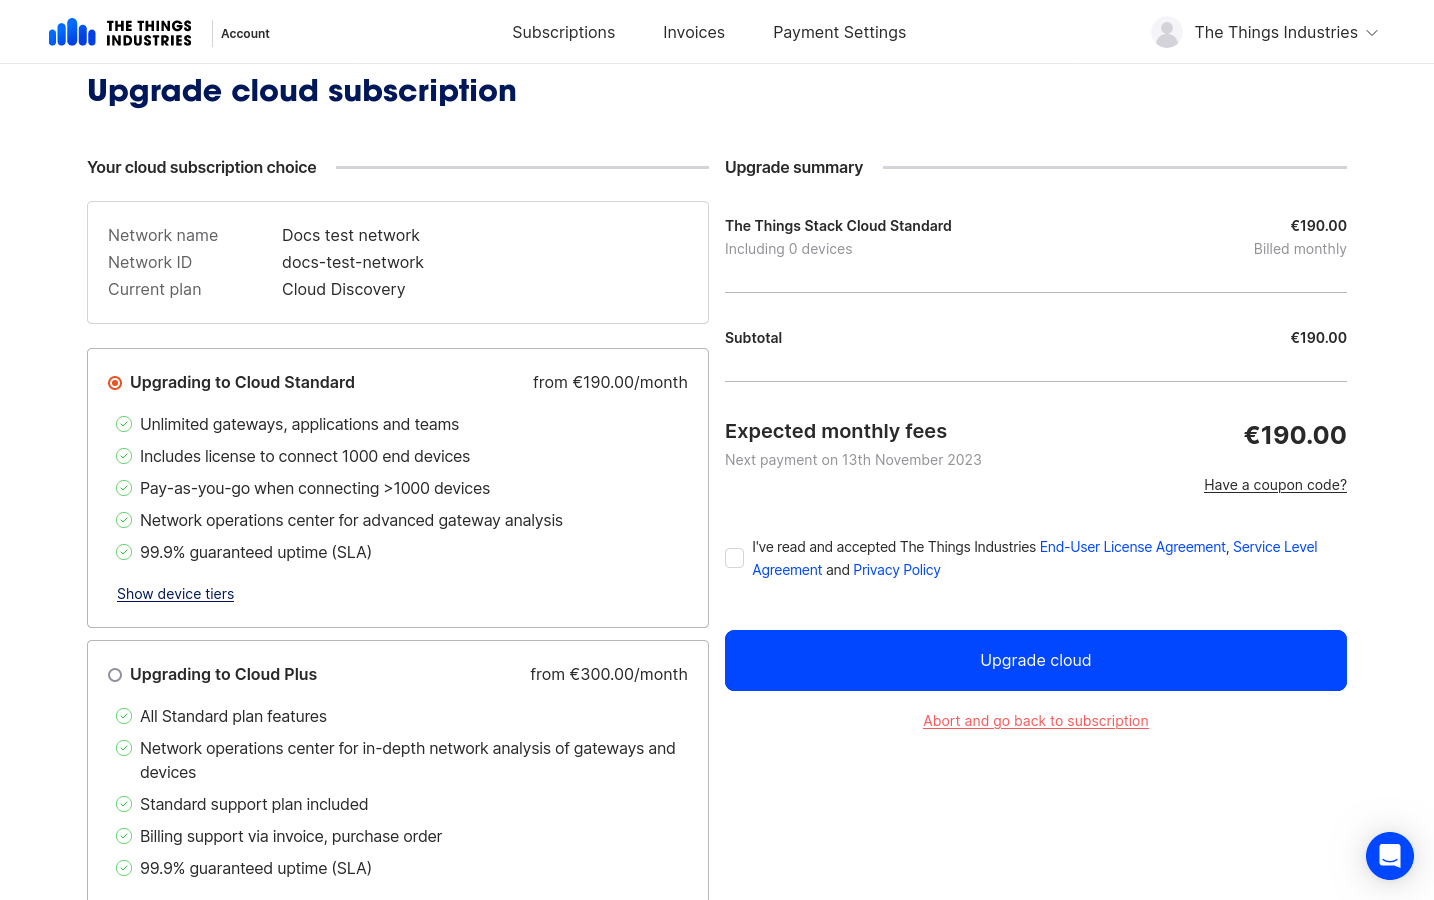 THE THINGS
INDUSTRIES
Account
Subscriptions
Invoices
Payment Settings
The Things Industries
Upgrade cloud subscription
Your cloud subscription choice
Network name Docs test network
Network ID docs-test-network
Current plan Cloud Discovery
Upgrading to Cloud Standard from €190.00/month
Unlimited gateways, applications and teams
Includes license to connect 1000 end devices
Pay-as-you-go when connecting >1000 devices
Network operations center for advanced gateway analysis
99.9% guaranteed uptime (SLA)
Show device tiers
Upgrading to Cloud Plus from €300.00/month
All Standard plan features
Network operations center for in-depth network analysis of gateways and
devices
Standard support plan included
Billing support via invoice, purchase order
99.9% guaranteed uptime (SLA)
Upgrade summary
The Things Stack Cloud Standard €190.00
Including 0 devices Billed monthly
Subtotal €190.00
Expected monthly fees €190.00
Next payment on 13th November 2023
Have a coupon code?
I've read and accepted The Things Industries End-User License Agreement, Service Level
Agreement and Privacy Policy
Upgrade cloud
Abort and go back to subscription